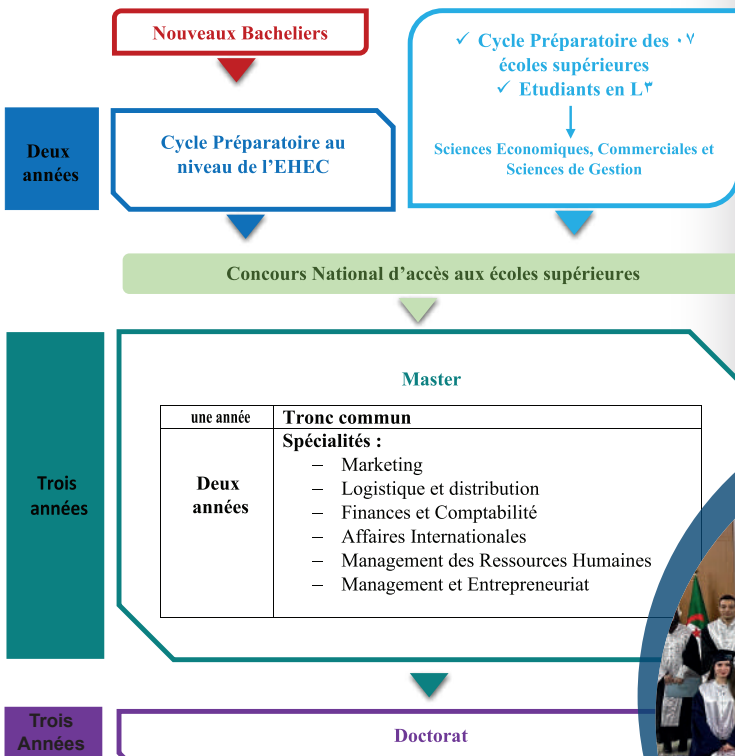 Nouveaux Bacheliers
✓ Cycle Préparatoire des ٠٧
écoles supérieures
✓ Etudiants en L٣
Sciences Economiques, Commerciales et
Sciences de Gestion
Deux
années
Cycle Préparatoire au
niveau de l’EHEC
Concours National d’accès aux écoles supérieures
Trois
années
Master
une année
Tronc commun
Deux
années
Spécialités :
– Marketing
– Logistique et distribution
– Finances et Comptabilité
– Affaires Internationales
– Management des Ressources Humaines
– Management et Entrepreneuriat
Trois
Années
Doctorat